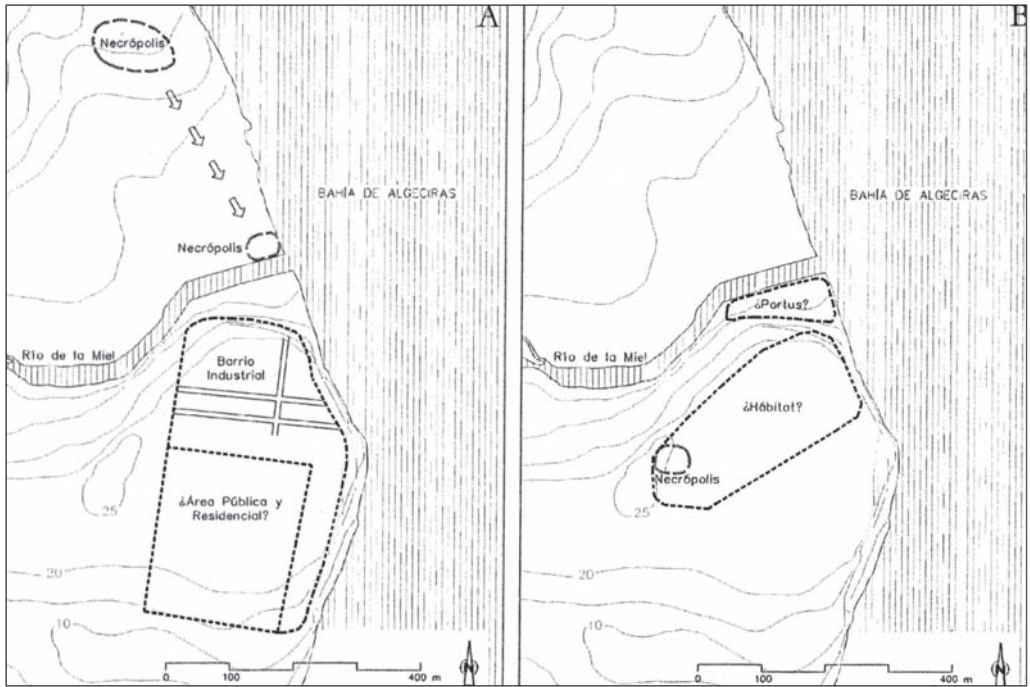 A
Necrópolis
BAHÍA DE ALGECIRAS
Necrópolis
Río de la Miel
Barrio
Industrial
¿Área Pública y
Residencial?
25
20
10
0 100 400 m
N
B
BAHÍA DE ALGECIRAS
¿Portus?
Río de la Miel
¿Hábitat?
Necrópolis
25
20
10
0 100 400 m
N